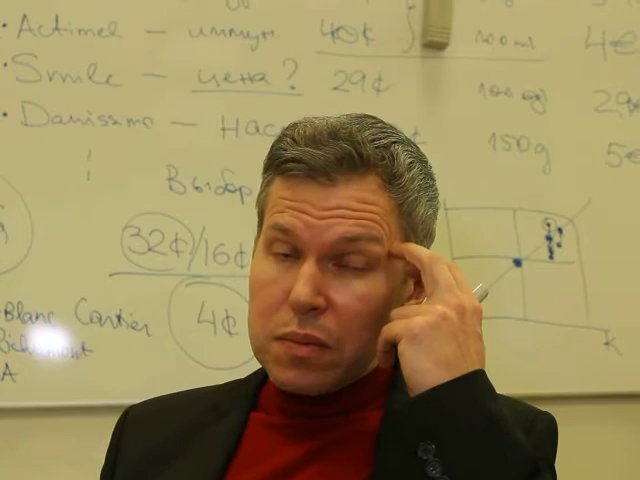 · Actimel — иммун. 40¢ 100ml 4€
· Smile — цена? 29¢ 100g 29
· Danissimo — Нас ¢ 150g 5€
Выбор
32¢/16¢
Blanc Cartier 4¢
Richemont K
A